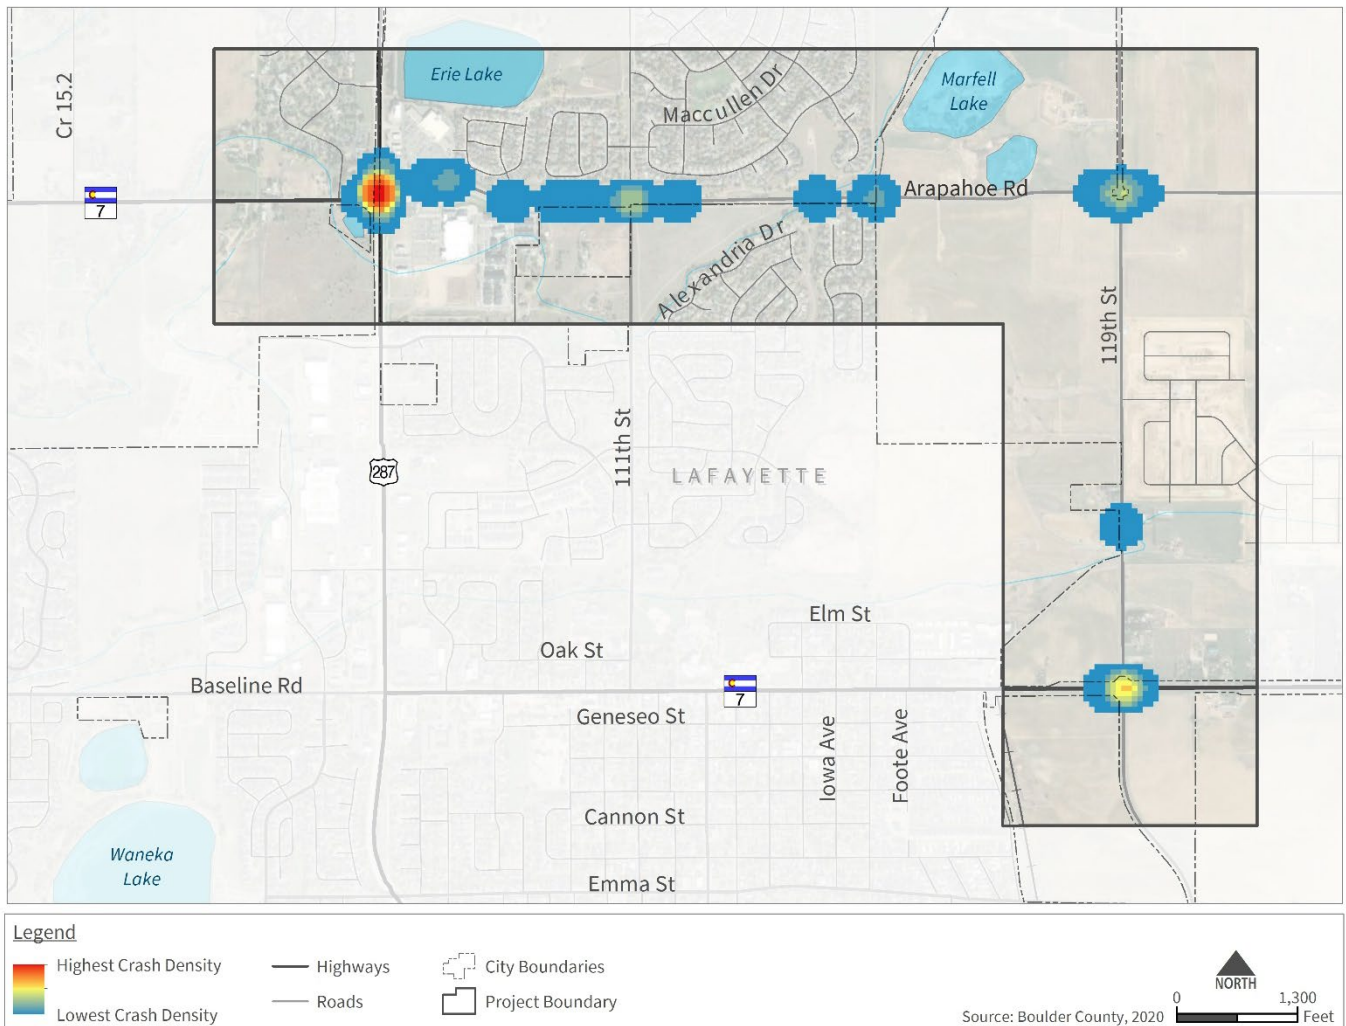 Erie Lake
Marfell
Lake
Cr 15.2
Maccullen Dr
7
Arapahoe Rd
Alexandria Dr
119th St
111th St
287
LAFAYETTE
Elm St
Oak St
Baseline Rd
7
Geneseo St
Iowa Ave
Foote Ave
Cannon St
Waneka
Lake
Emma St
Legend
Highest Crash Density
Lowest Crash Density
Highways
Roads
City Boundaries
Project Boundary
NORTH
0 1,300
Feet
Source: Boulder County, 2020